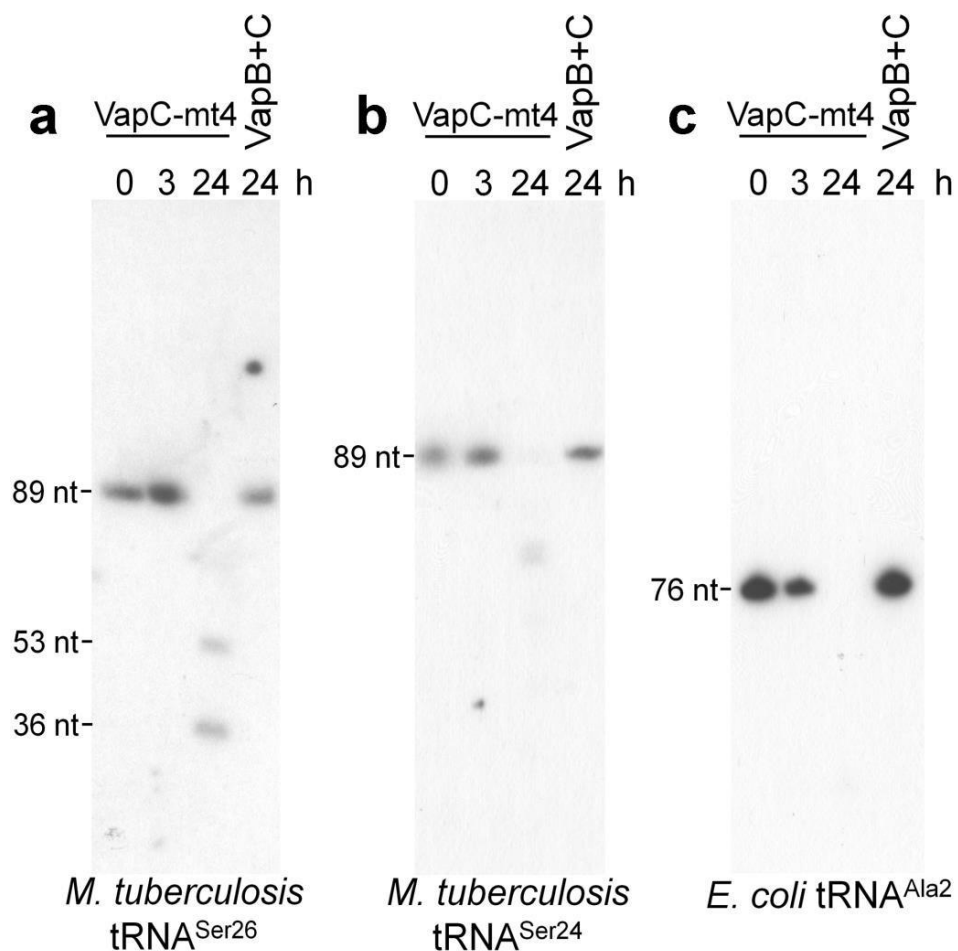 a VapC-mt4 VapB+C
0 3 24 24 h
89 nt-
53 nt-
36 nt-
M. tuberculosis
tRNASer26
b VapC-mt4 VapB+C
0 3 24 24 h
89 nt-
M. tuberculosis
tRNASer24
c VapC-mt4 VapB+C
0 3 24 24 h
76 nt-
E. coli tRNAAla2